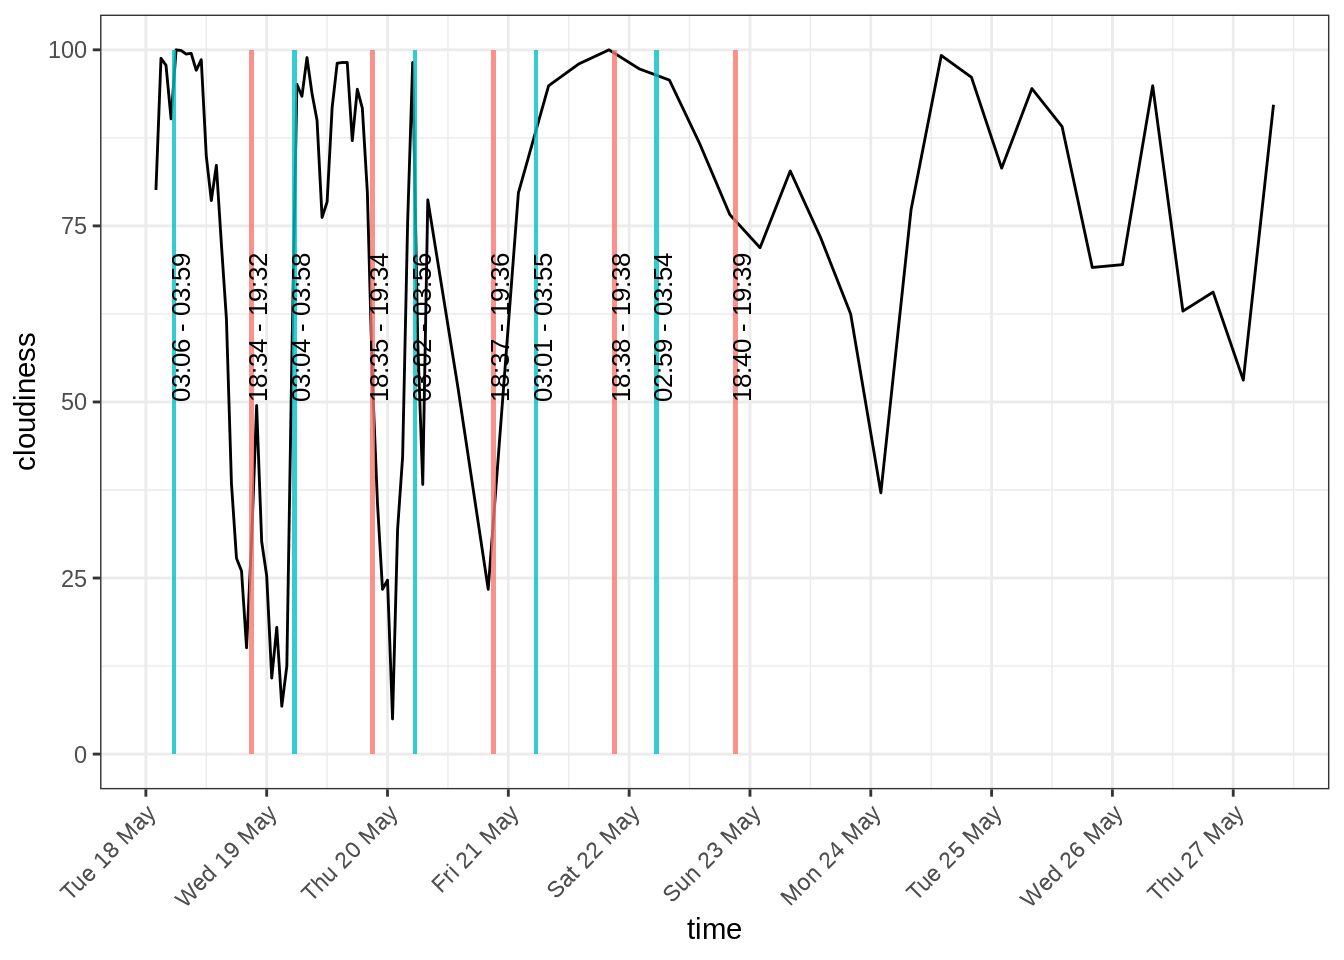 cloudiness
100
75
50
25
0
03:06 - 03:59
18:34 - 19:32
03:04 - 03:58
18:35 - 19:34
03:02 - 03:56
18:37 - 19:36
03:01 - 03:55
18:38 - 19:38
02:59 - 03:54
18:40 - 19:39
Tue 18 May
Wed 19 May
Thu 20 May
Fri 21 May
Sat 22 May
Sun 23 May
Mon 24 May
Tue 25 May
Wed 26 May
Thu 27 May
time